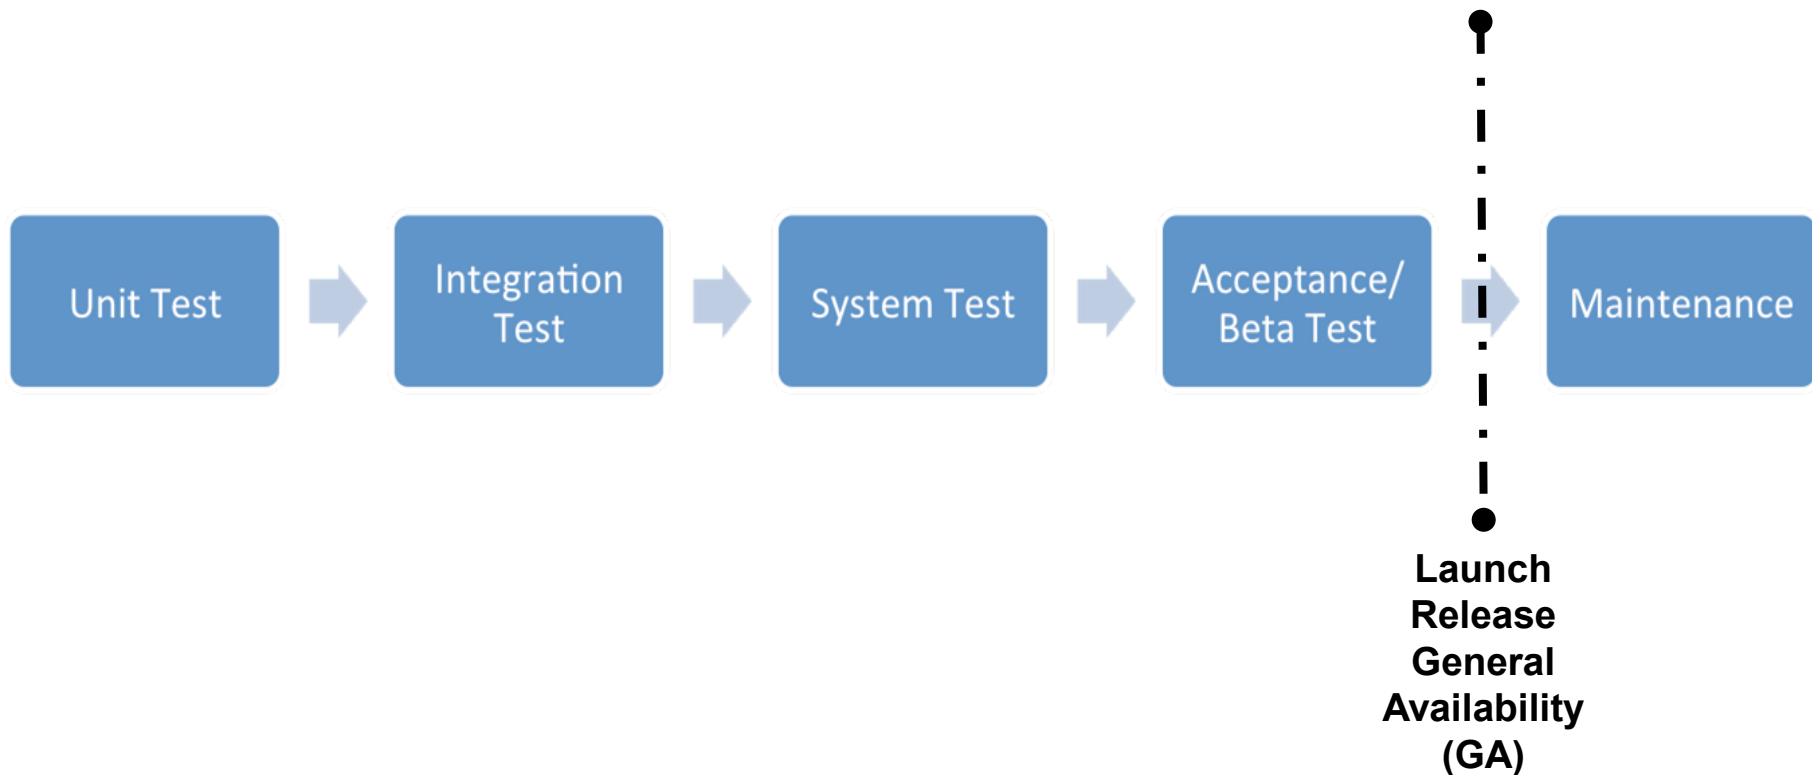 Unit Test
Integration
Test
System Test
Acceptance/
Beta Test
Maintenance
Launch
Release
General
Availability
(GA)